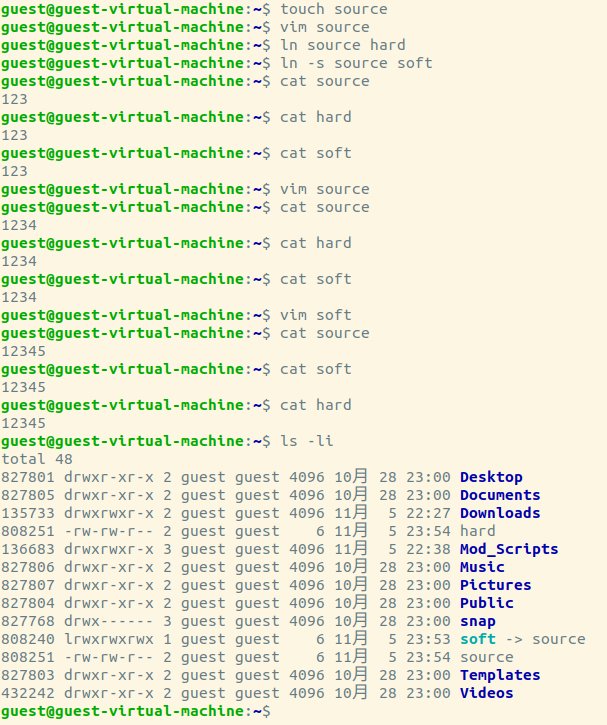 guest@guest-virtual-machine:~$ touch source
guest@guest-virtual-machine:~$ vim source
guest@guest-virtual-machine:~$ ln source hard
guest@guest-virtual-machine:~$ ln -s source soft
guest@guest-virtual-machine:~$ cat source
123
guest@guest-virtual-machine:~$ cat hard
123
guest@guest-virtual-machine:~$ cat soft
123
guest@guest-virtual-machine:~$ vim source
guest@guest-virtual-machine:~$ cat source
1234
guest@guest-virtual-machine:~$ cat hard
1234
guest@guest-virtual-machine:~$ cat soft
1234
guest@guest-virtual-machine:~$ vim soft
guest@guest-virtual-machine:~$ cat source
12345
guest@guest-virtual-machine:~$ cat soft
12345
guest@guest-virtual-machine:~$ cat hard
12345
guest@guest-virtual-machine:~$ ls -li
total 48
827801 drwxr-xr-x 2 guest guest 4096 10月 28 23:00 Desktop
827805 drwxr-xr-x 2 guest guest 4096 10月 28 23:00 Documents
135733 drwxrwxr-x 2 guest guest 4096 11月  5 22:27 Downloads
808251 -rw-rw-r-- 2 guest guest    6 11月  5 23:54 hard
136683 drwxrwxr-x 3 guest guest 4096 11月  5 22:38 Mod_Scripts
827806 drwxr-xr-x 2 guest guest 4096 10月 28 23:00 Music
827807 drwxr-xr-x 2 guest guest 4096 10月 28 23:00 Pictures
827804 drwxr-xr-x 2 guest guest 4096 10月 28 23:00 Public
827768 drwx------ 3 guest guest 4096 10月 28 23:00 snap
808240 lrwxrwxrwx 1 guest guest    6 11月  5 23:53 soft -> source
808251 -rw-rw-r-- 2 guest guest    6 11月  5 23:54 source
827803 drwxr-xr-x 2 guest guest 4096 10月 28 23:00 Templates
432242 drwxr-xr-x 2 guest guest 4096 10月 28 23:00 Videos
guest@guest-virtual-machine:~$